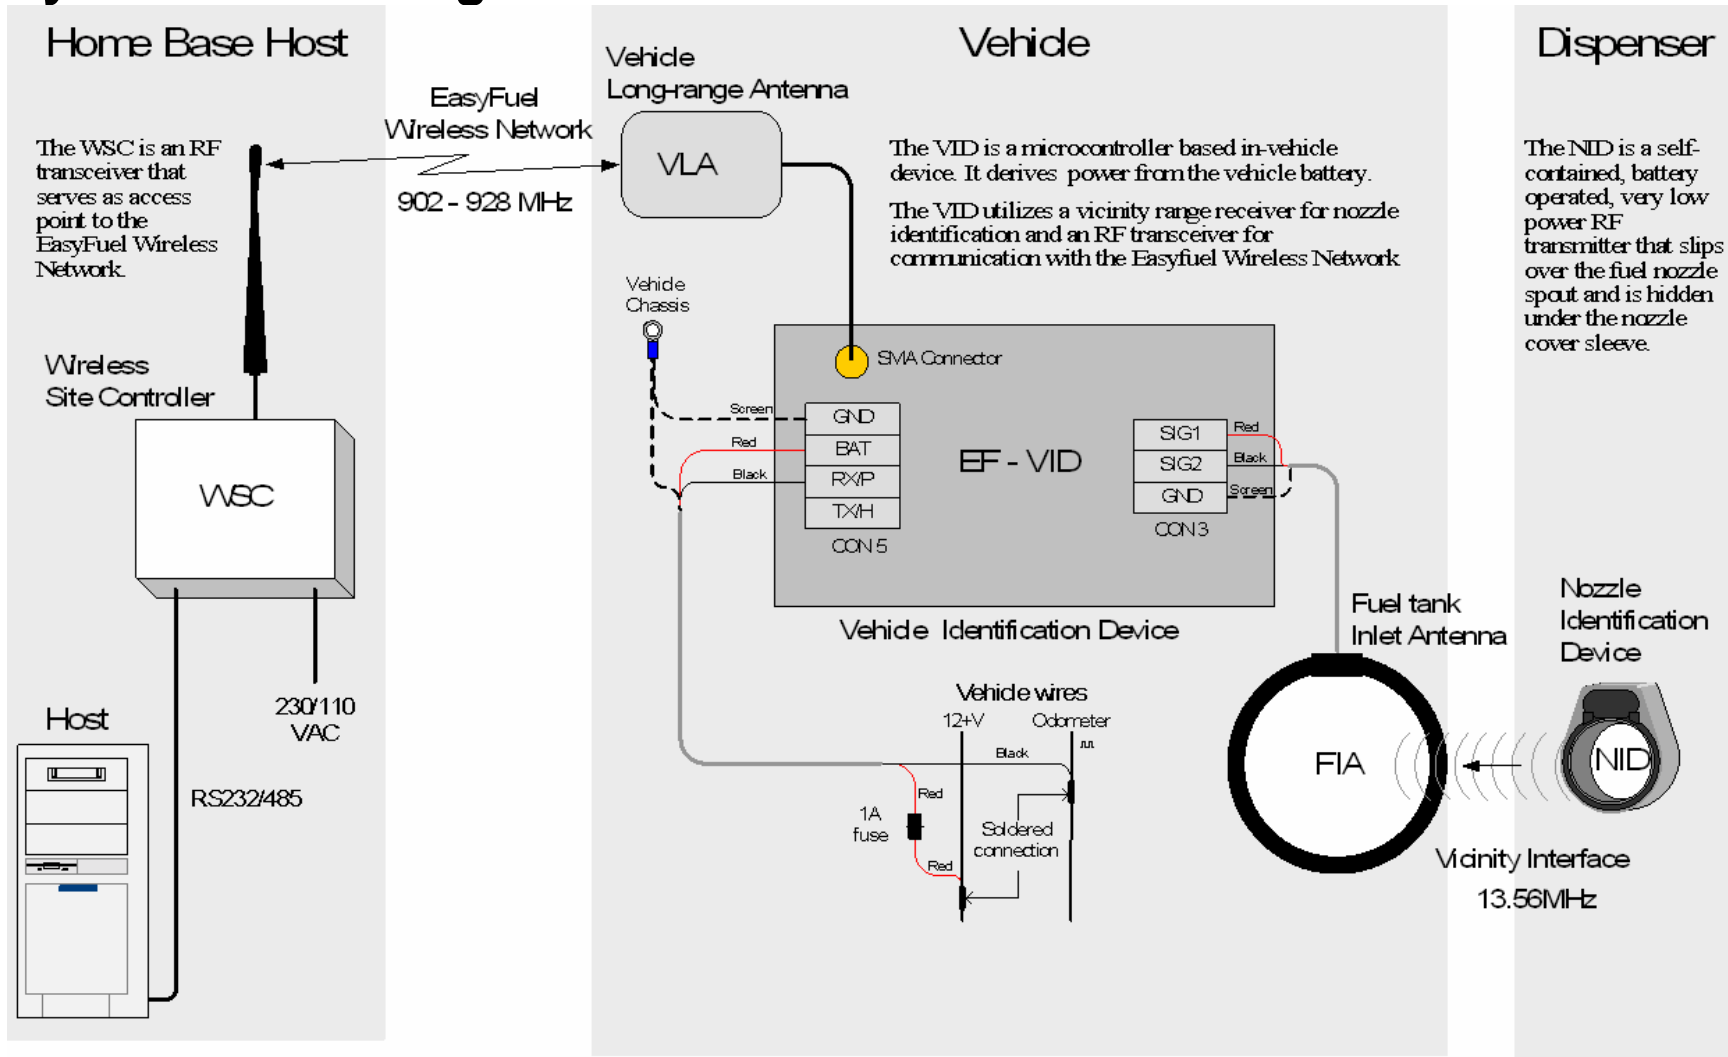 Home Base Host
The WSC is an RF
transceiver that
serves as access
point to the
EasyFuel Wireless
Network.
Wireless
Site Controller
WSC
230/110
VAC
Host
RS232/485
EasyFuel
Wireless Network
902 - 928 MHz
Vehicle
Vehicle
Long-range Antenna
VLA
The VID is a microcontroller based in-vehicle
device. It derives power from the vehicle battery.
The VID utilizes a vicinity range receiver for nozzle
identification and an RF transceiver for
communication with the Easyfuel Wireless Network
Vehicle
Chassis
SMA Connector
Screen
Red
Black
GND
BAT
RX/P
TX/H
CON 5
EF - VID
SIG1
SIG2
GND
CON 3
Red
Black
Screen
Vehicle Identification Device
Vehicle wires
12+V
Odometer
Black
Red
1A
fuse
Red
Soldered
connection
Fuel tank
Inlet Antenna
FIA
Vicinity Interface
13.56MHz
Dispenser
The NID is a self-
contained, battery
operated, very low
power RF
transmitter that slips
over the fuel nozzle
spout and is hidden
under the nozzle
cover sleeve.
Nozzle
Identification
Device
NID